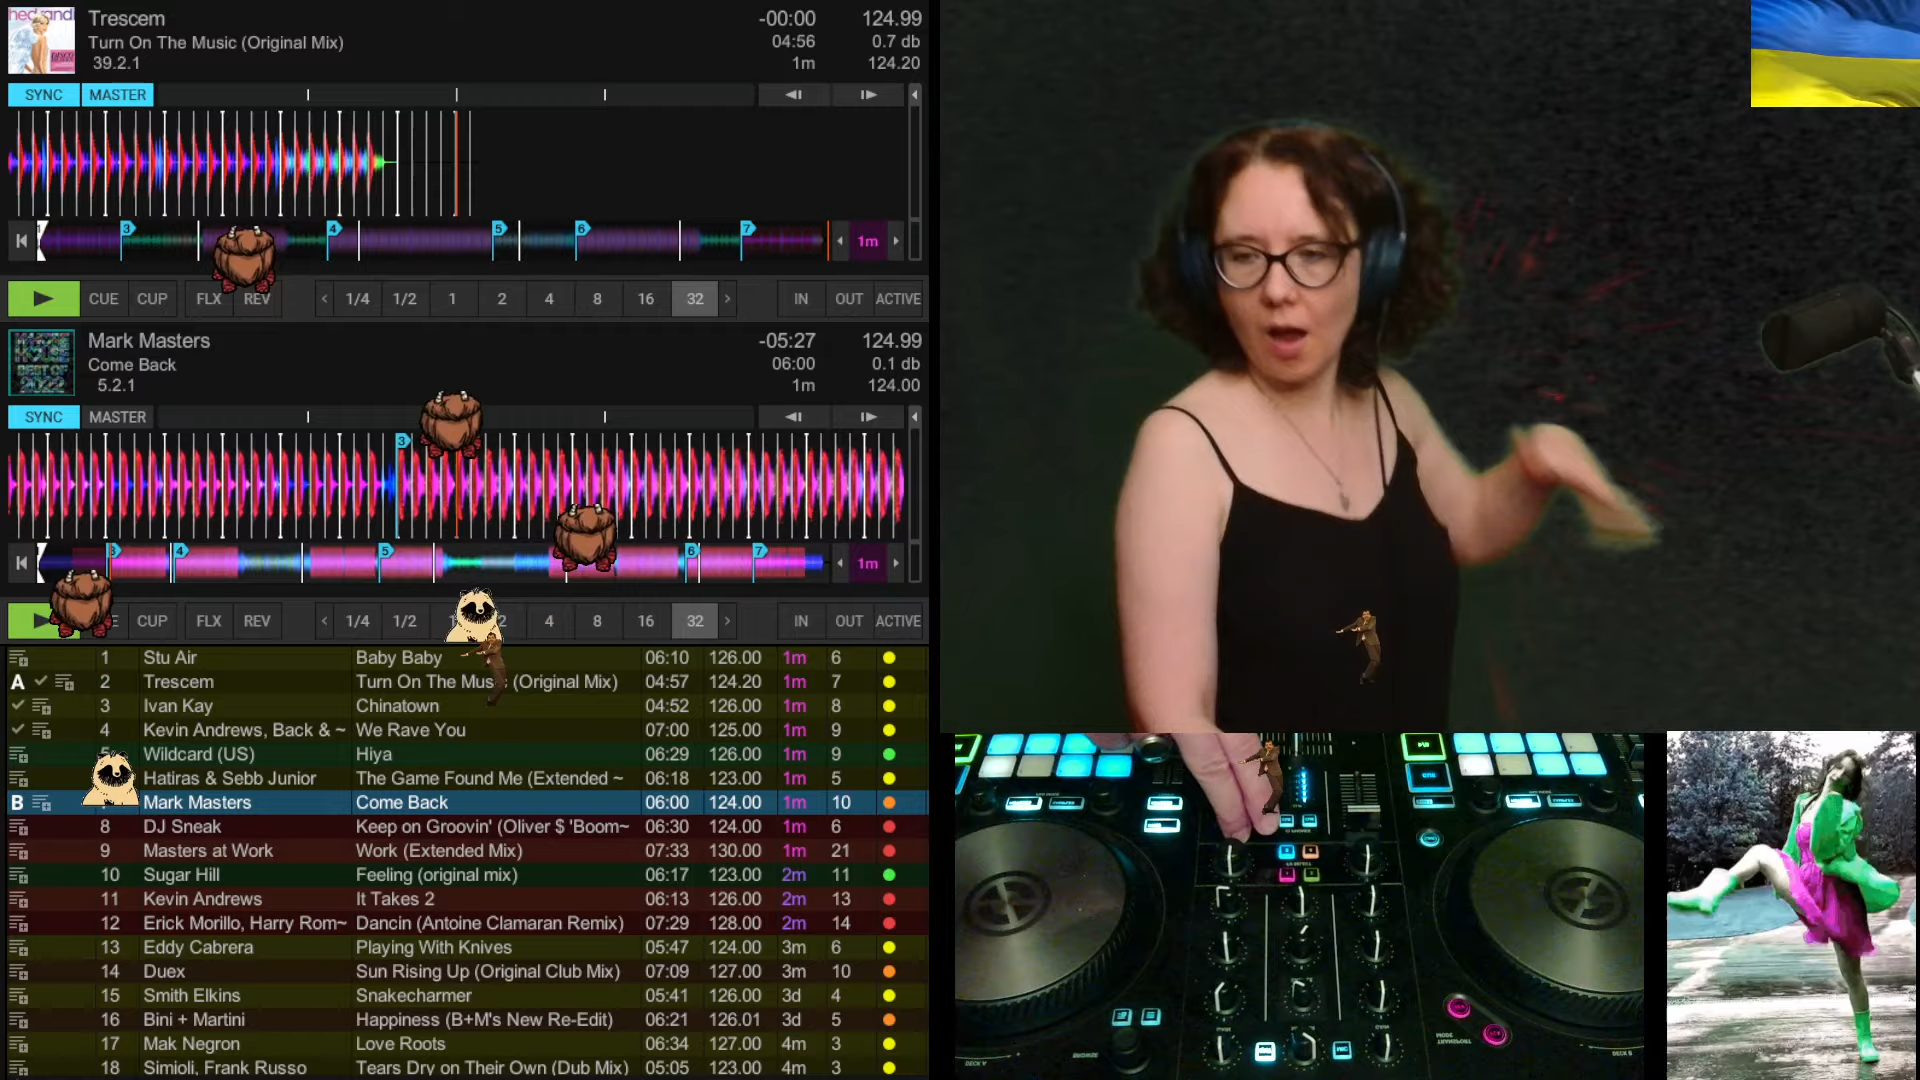 Trescem -00:00 124.99
Turn On The Music (Original Mix) 04:56 0.7 db
39.2.1 1m 124.20
SYNC MASTER
3 4 5 6 7 1m
CUE CUP FLX REV 1/4 1/2 1 2 4 8 16 32 IN OUT ACTIVE
Mark Masters -05:27 124.99
Come Back 06:00 0.1 db
5.2.1 1m 124.00
SYNC MASTER
3
3 4 5 6 7 1m
CUP FLX REV 1/4 1/2 4 8 16 32 IN OUT ACTIVE
1 Stu Air Baby Baby 06:10 126.00 1m 6
A 2 Trescem Turn On The Music (Original Mix) 04:57 124.20 1m 7
3 Ivan Kay Chinatown 04:52 126.00 1m 8
4 Kevin Andrews, Back & ~ We Rave You 07:00 125.00 1m 9
5 Wildcard (US) Hiya 06:29 126.00 1m 9
Hatiras & Sebb Junior The Game Found Me (Extended ~ 06:18 123.00 1m 5
B Mark Masters Come Back 06:00 124.00 1m 10
8 DJ Sneak Keep on Groovin' (Oliver $ 'Boom~ 06:30 124.00 1m 6
9 Masters at Work Work (Extended Mix) 07:33 130.00 1m 21
10 Sugar Hill Feeling (original mix) 06:17 123.00 2m 11
11 Kevin Andrews It Takes 2 06:13 126.00 2m 13
12 Erick Morillo, Harry Rom~ Dancin (Antoine Clamaran Remix) 07:29 128.00 2m 14
13 Eddy Cabrera Playing With Knives 05:47 124.00 3m 6
14 Duex Sun Rising Up (Original Club Mix) 07:09 127.00 3m 10
15 Smith Elkins Snakecharmer 05:41 126.00 3d 4
16 Bini + Martini Happiness (B+M's New Re-Edit) 06:21 126.01 3d 5
17 Mak Negron Love Roots 06:34 127.00 4m 3
18 Simioli, Frank Russo Tears Dry on Their Own (Dub Mix) 05:05 123.00 4m 3